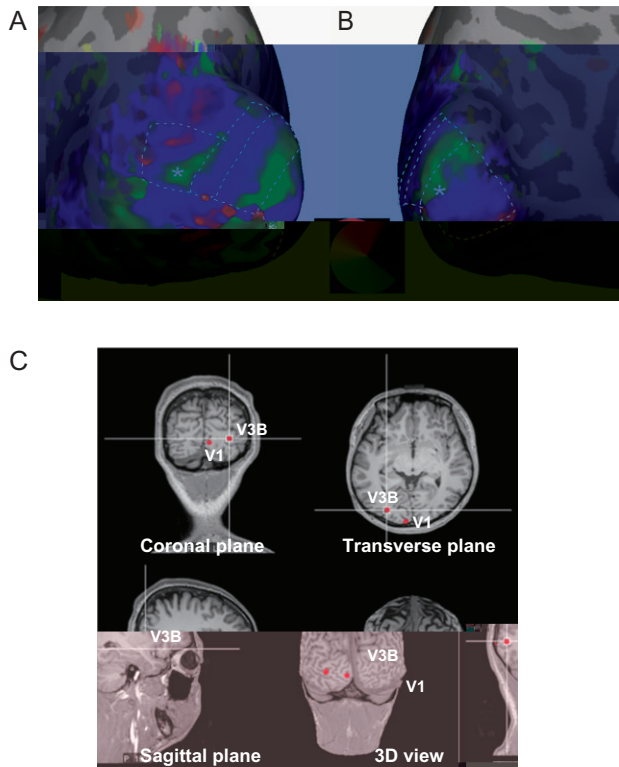 A
B
*
*
C
V3B
V1
Coronal plane
V3B
V1
Transverse plane
V3B
Sagittal plane
V3B
V1
3D view